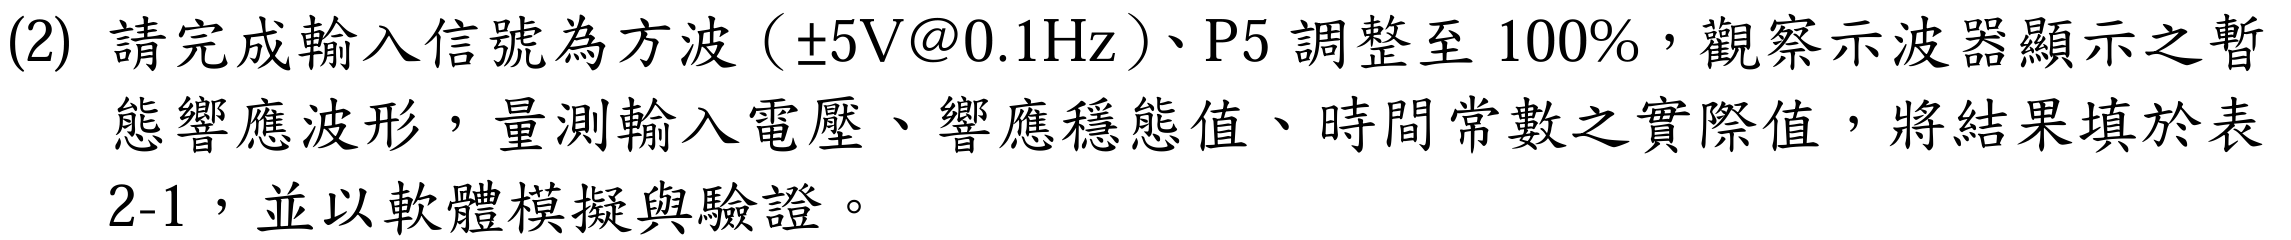 (2) 請完成輸入信號為方波（±5V@0.1Hz）、P5 調整至 100%，觀察示波器顯示之暫
態響應波形，量測輸入電壓、響應穩態值、時間常數之實際值，將結果填於表
2-1，並以軟體模擬與驗證。